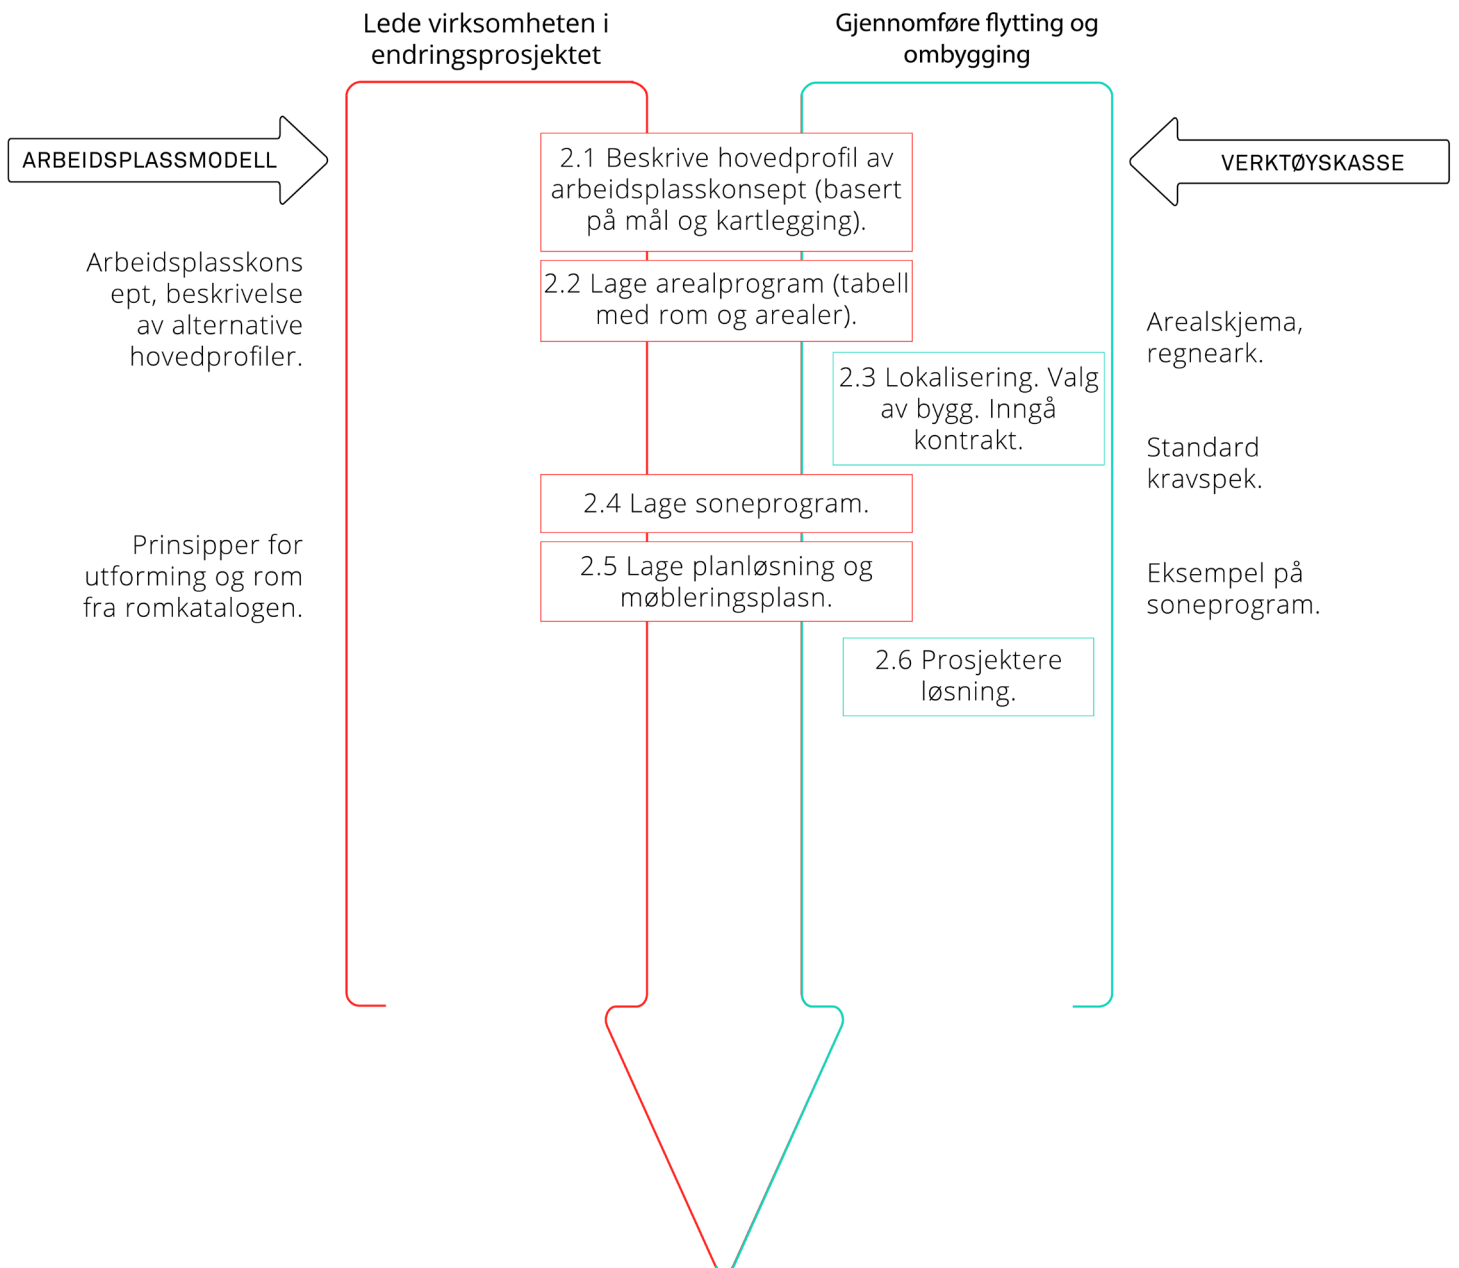 Lede virksomheten i
endringsprosjektet
Gjennomføre flytting og
ombygging
ARBEIDSPLASSMODELL
VERKTØYSKASSE
Arbeidsplasskons
ept, beskrivelse
av alternative
hovedprofiler.
Prinsipper for
utforming og rom
fra romkatalogen.
2.1 Beskrive hovedprofil av
arbeidsplasskonsept (basert
på mål og kartlegging).
2.2 Lage arealprogram (tabell
med rom og arealer).
2.3 Lokalisering. Valg
av bygg. Inngå
kontrakt.
2.4 Lage soneprogram.
2.5 Lage planløsning og
møbleringsplasn.
2.6 Prosjektere
løsning.
Arealskjema,
regneark.
Standard
kravspek.
Eksempel på
soneprogram.